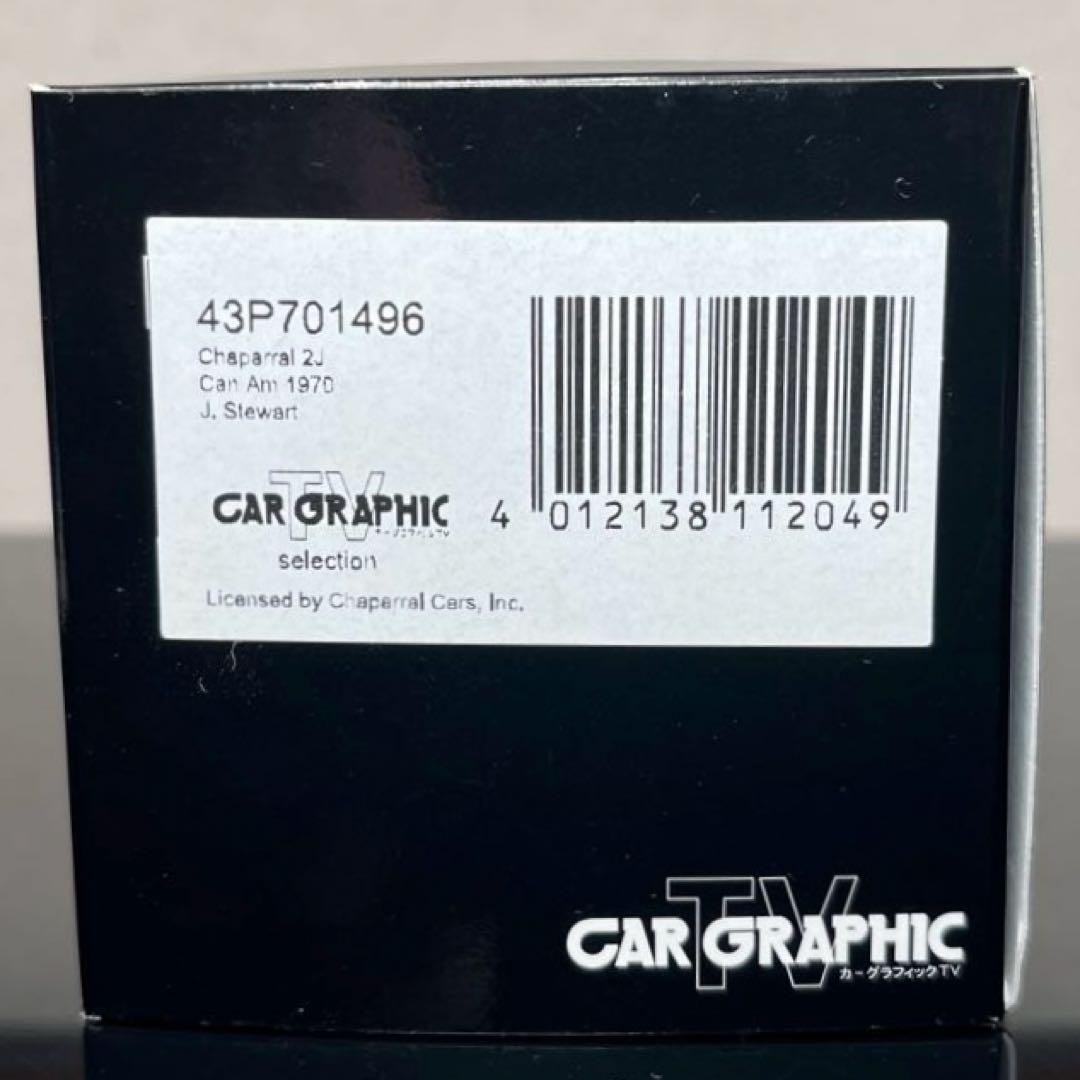 43P701496
Chaparral 2J
Can Am 1970
J. Stewart
TV
CAR GRAPHIC
カーグラフィックTV
selection
Licensed by Chaparral Cars, Inc.
4 012138 112049
TV
CAR GRAPHIC
カーグラフィックTV